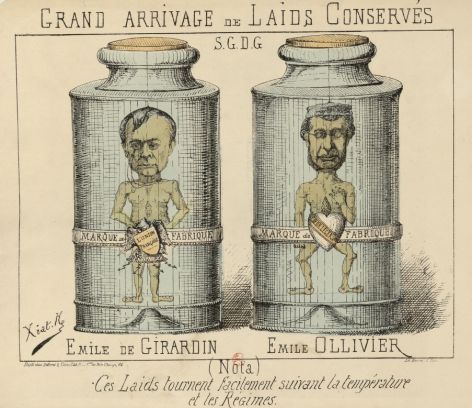 GRAND ARRIVAGE DE LAIDS CONSERVÉS
S.G.D.G
MARQUE DE FABRIQUE
MARQUE DE FABRIQUE
EMILE DE GIRARDIN
EMILE OLLIVIER
(Nota)
Ces Laids tournent facilement suivant la température
et les Régimes.